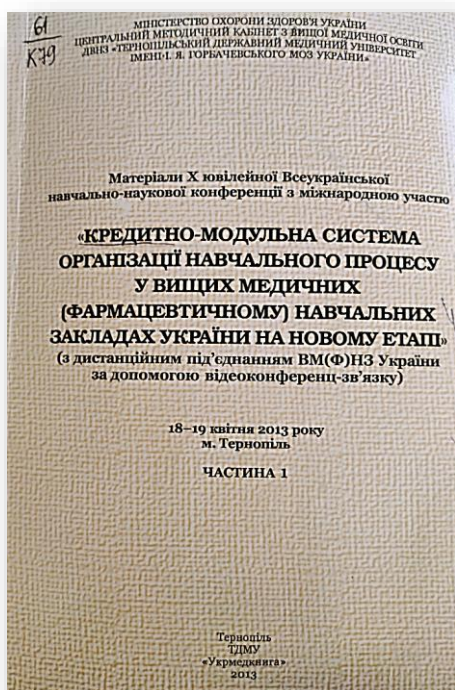 61
К79
МІНІСТЕРСТВО ОХОРОНИ ЗДОРОВ'Я УКРАЇНИ
ЦЕНТРАЛЬНИЙ МЕТОДИЧНИЙ КАБІНЕТ З ВИЩОЇ МЕДИЧНОЇ ОСВІТИ
ДВНЗ «ТЕРНОПІЛЬСЬКИЙ ДЕРЖАВНИЙ МЕДИЧНИЙ УНІВЕРСИТЕТ
ІМЕНІ І. Я. ГОРБАЧЕВСЬКОГО МОЗ УКРАЇНИ»
Матеріали X ювілейної Всеукраїнської
навчально-наукової конференції з міжнародною участю
«КРЕДИТНО-МОДУЛЬНА СИСТЕМА
ОРГАНІЗАЦІЇ НАВЧАЛЬНОГО ПРОЦЕСУ
У ВИЩИХ МЕДИЧНИХ
(ФАРМАЦЕВТИЧНОМУ) НАВЧАЛЬНИХ
ЗАКЛАДАХ УКРАЇНИ НА НОВОМУ ЕТАПІ»
(з дистанційним під'єднанням ВМ(Ф)НЗ України
за допомогою відеоконференц-зв'язку)
18–19 квітня 2013 року
м. Тернопіль
ЧАСТИНА 1
Тернопіль
ТДМУ
«Укрмедкнига»
2013